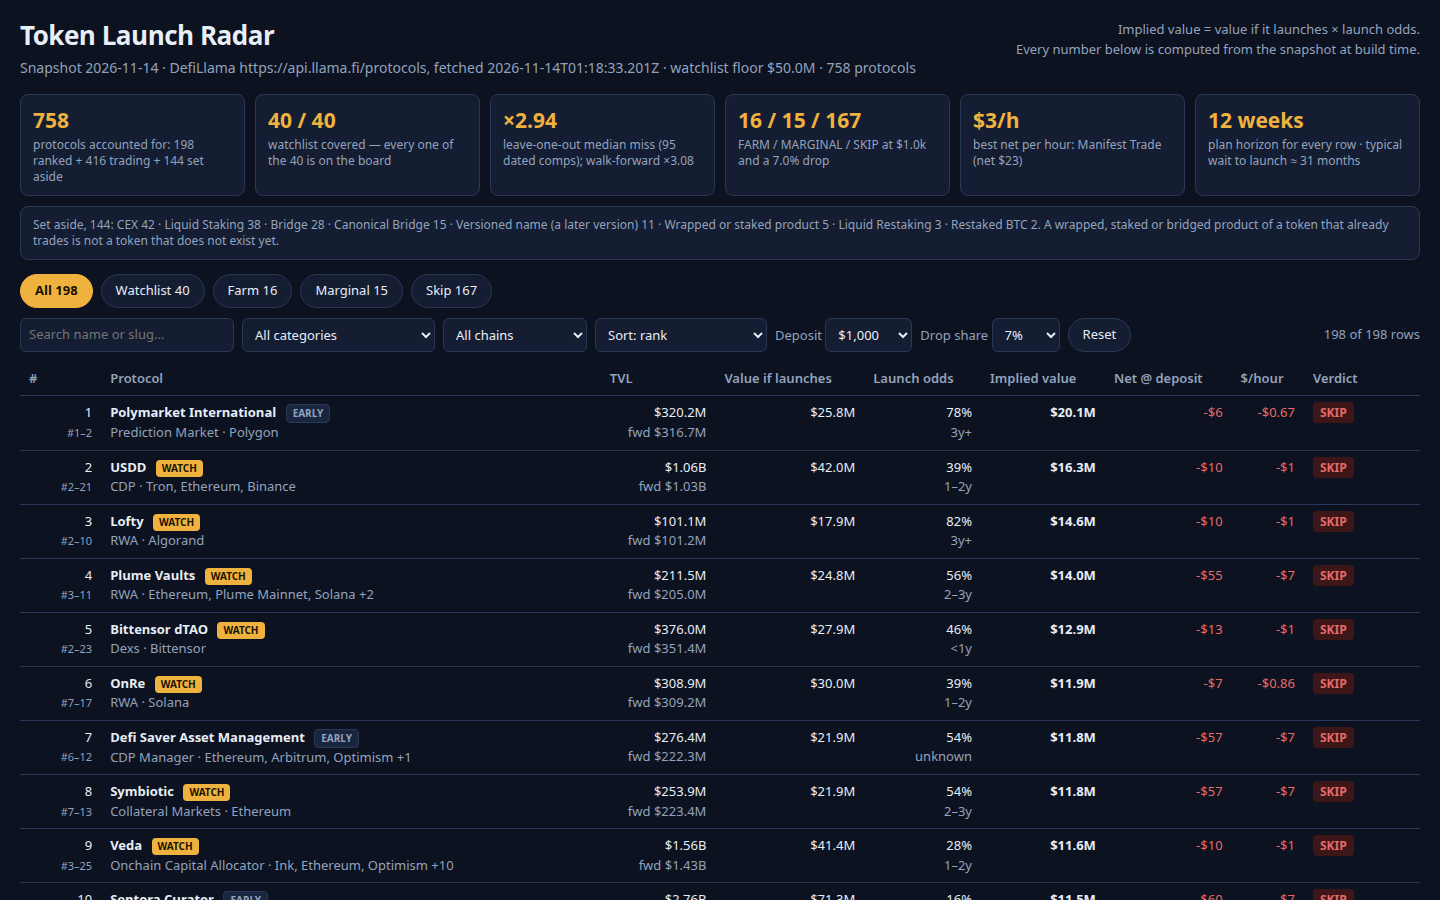 Token Launch Radar
Snapshot 2026-11-14 · DefiLlama https://api.llama.fi/protocols, fetched 2026-11-14T01:18:33.201Z · watchlist floor $50.0M · 758 protocols
Implied value = value if it launches × launch odds.
Every number below is computed from the snapshot at build time.
758
protocols accounted for: 198
ranked + 416 trading + 144 set
aside
40 / 40
watchlist covered — every one of
the 40 is on the board
×2.94
leave-one-out median miss (95
dated comps); walk-forward ×3.08
16 / 15 / 167
FARM / MARGINAL / SKIP at $1.0k
and a 7.0% drop
$3/h
best net per hour: Manifest Trade
(net $23)
12 weeks
plan horizon for every row · typical
wait to launch ≈ 31 months
Set aside, 144: CEX 42 · Liquid Staking 38 · Bridge 28 · Canonical Bridge 15 · Versioned name (a later version) 11 · Wrapped or staked product 5 · Liquid Restaking 3 · Restaked BTC 2. A wrapped, staked or bridged product of a token that already
trades is not a token that does not exist yet.
All 198 Watchlist 40 Farm 16 Marginal 15 Skip 167
Search name or slug... All categories All chains Sort: rank Deposit $1,000 Drop share 7% Reset 198 of 198 rows
# Protocol TVL Value if launches Launch odds Implied value Net @ deposit $/hour Verdict
1 Polymarket International EARLY $320.2M $25.8M 78% $20.1M -$6 -$0.67 SKIP
#1–2 Prediction Market · Polygon fwd $316.7M 3y+
2 USDD WATCH $1.06B $42.0M 39% $16.3M -$10 -$1 SKIP
#2–21 CDP · Tron, Ethereum, Binance fwd $1.03B 1–2y
3 Lofty WATCH $101.1M $17.9M 82% $14.6M -$10 -$1 SKIP
#2–10 RWA · Algorand fwd $101.2M 3y+
4 Plume Vaults WATCH $211.5M $24.8M 56% $14.0M -$55 -$7 SKIP
#3–11 RWA · Ethereum, Plume Mainnet, Solana +2 fwd $205.0M 2–3y
5 Bittensor dTAO WATCH $376.0M $27.9M 46% $12.9M -$13 -$1 SKIP
#2–23 Dexs · Bittensor fwd $351.4M <1y
6 OnRe WATCH $308.9M $30.0M 39% $11.9M -$7 -$0.86 SKIP
#7–17 RWA · Solana fwd $309.2M 1–2y
7 Defi Saver Asset Management EARLY $276.4M $21.9M 54% $11.8M -$57 -$7 SKIP
#6–12 CDP Manager · Ethereum, Arbitrum, Optimism +1 fwd $222.3M unknown
8 Symbiotic WATCH $253.9M $21.9M 54% $11.8M -$57 -$7 SKIP
#7–13 Collateral Markets · Ethereum fwd $223.4M 2–3y
9 Veda WATCH $1.56B $41.4M 28% $11.6M -$10 -$1 SKIP
#3–25 Onchain Capital Allocator · Ink, Ethereum, Optimism +10 fwd $1.43B 1–2y
10 Sentora Curator EARLY $2.76B $71.3M 16% $11.5M -$60 -$7 SKIP